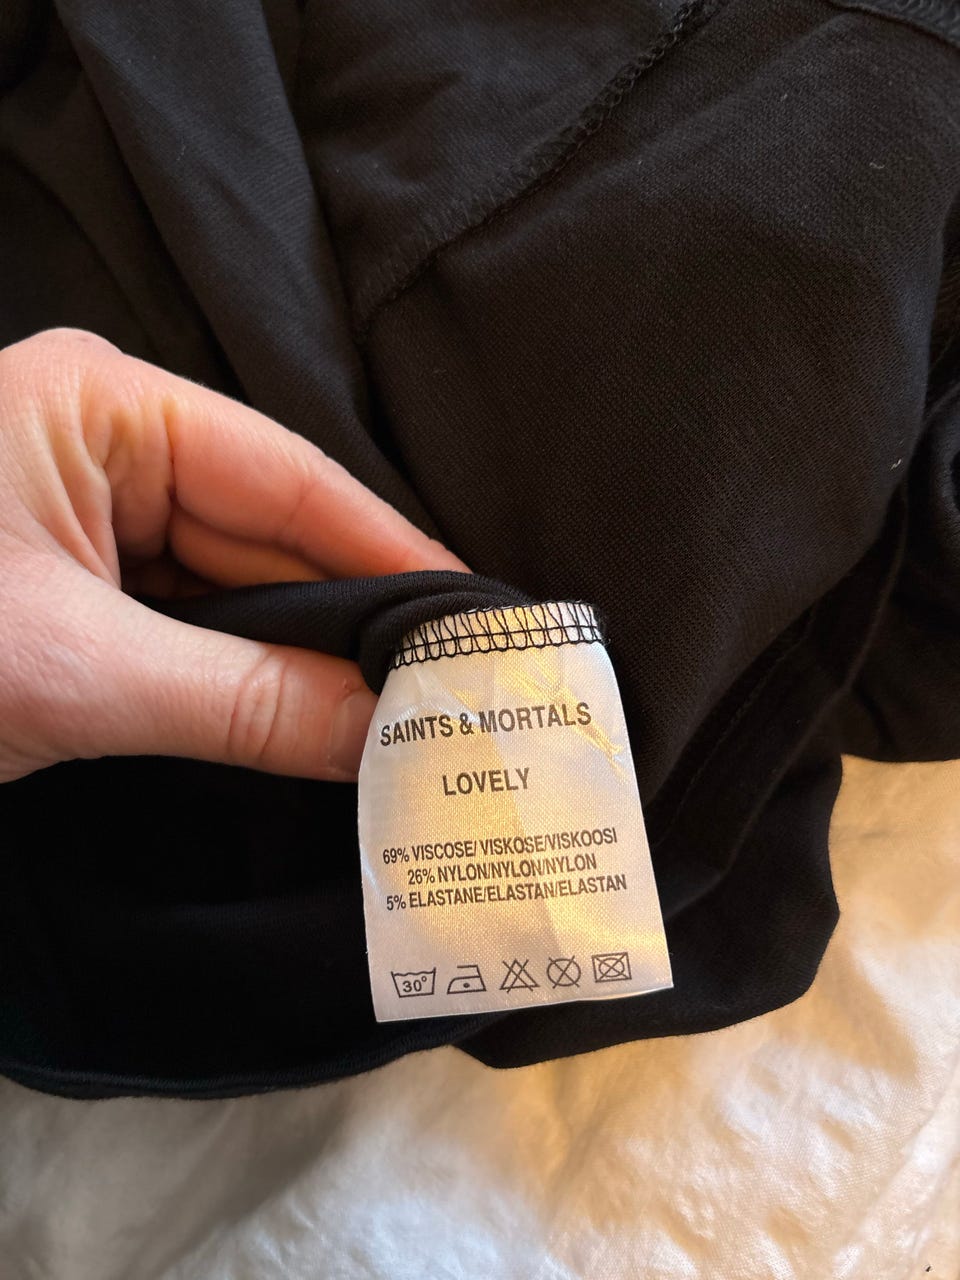 SAINTS & MORTALS
LOVELY
69% VISCOSE/ VISKOSE/VISKOOSI
26% NYLON/NYLON/NYLON
5% ELASTANE/ELASTAN/ELASTAN
30°